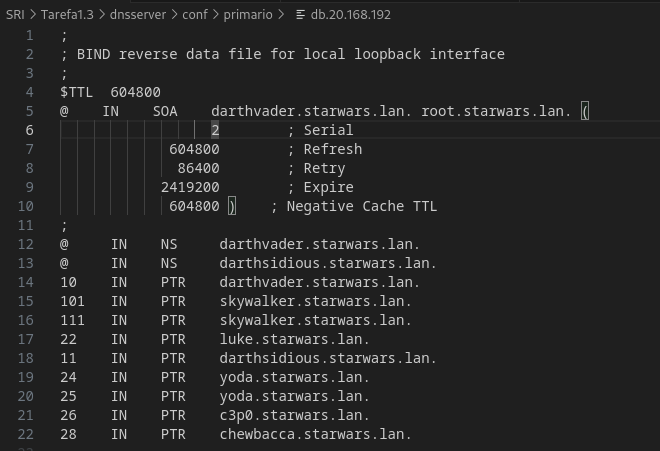 SRI > Tarefa1.3 > dnsserver > conf > primario > db.20.168.192
1 ;
2 ; BIND reverse data file for local loopback interface
3 ;
4 $TTL 604800
5 @ IN SOA darthvader.starwars.lan. root.starwars.lan. (
6 2 ; Serial
7 604800 ; Refresh
8 86400 ; Retry
9 2419200 ; Expire
10 604800 ) ; Negative Cache TTL
11 ;
12 @ IN NS darthvader.starwars.lan.
13 @ IN NS darthsidious.starwars.lan.
14 10 IN PTR darthvader.starwars.lan.
15 101 IN PTR skywalker.starwars.lan.
16 111 IN PTR skywalker.starwars.lan.
17 22 IN PTR luke.starwars.lan.
18 11 IN PTR darthsidious.starwars.lan.
19 24 IN PTR yoda.starwars.lan.
20 25 IN PTR yoda.starwars.lan.
21 26 IN PTR c3p0.starwars.lan.
22 28 IN PTR chewbacca.starwars.lan.